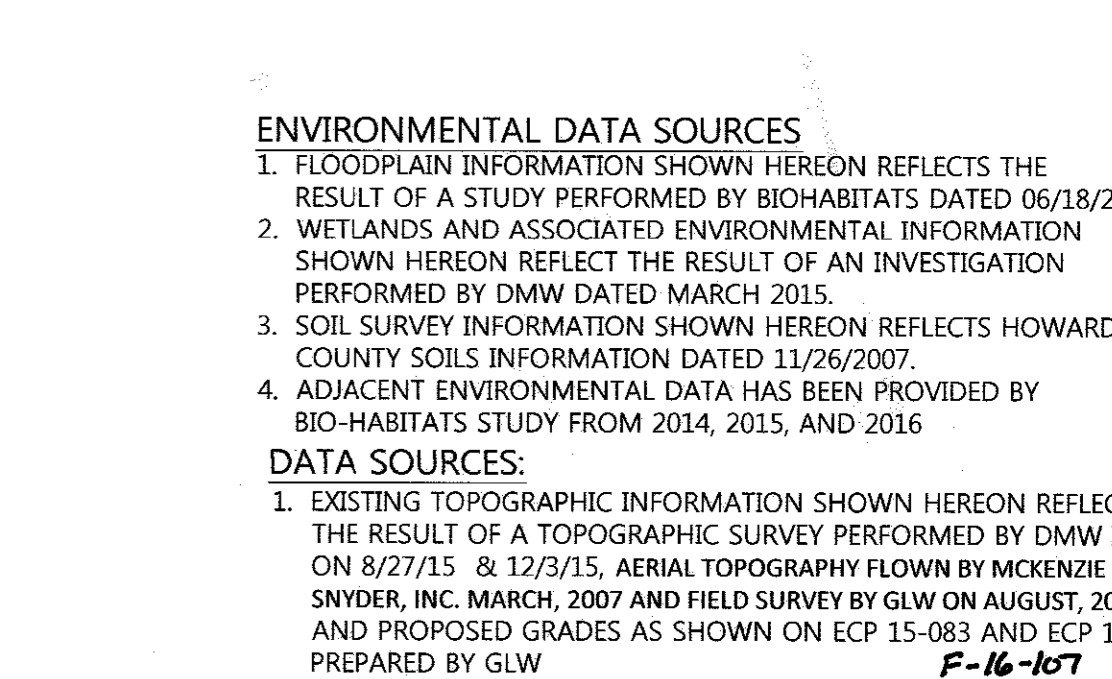 ENVIRONMENTAL DATA SOURCES
1. FLOODPLAIN INFORMATION SHOWN HEREON REFLECTS THE
RESULT OF A STUDY PERFORMED BY BIOHABITATS DATED 06/18/2
2. WETLANDS AND ASSOCIATED ENVIRONMENTAL INFORMATION
SHOWN HEREON REFLECT THE RESULT OF AN INVESTIGATION
PERFORMED BY DMW DATED MARCH 2015.
3. SOIL SURVEY INFORMATION SHOWN HEREON REFLECTS HOWARD
COUNTY SOILS INFORMATION DATED 11/26/2007.
4. ADJACENT ENVIRONMENTAL DATA HAS BEEN PROVIDED BY
BIO-HABITATS STUDY FROM 2014, 2015, AND 2016
DATA SOURCES:
1. EXISTING TOPOGRAPHIC INFORMATION SHOWN HEREON REFLEC
THE RESULT OF A TOPOGRAPHIC SURVEY PERFORMED BY DMW
ON 8/27/15 & 12/3/15, AERIAL TOPOGRAPHY FLOWN BY MCKENZIE
SNYDER, INC. MARCH, 2007 AND FIELD SURVEY BY GLW ON AUGUST, 20
AND PROPOSED GRADES AS SHOWN ON ECP 15-083 AND ECP 1
PREPARED BY GLW F-16-107